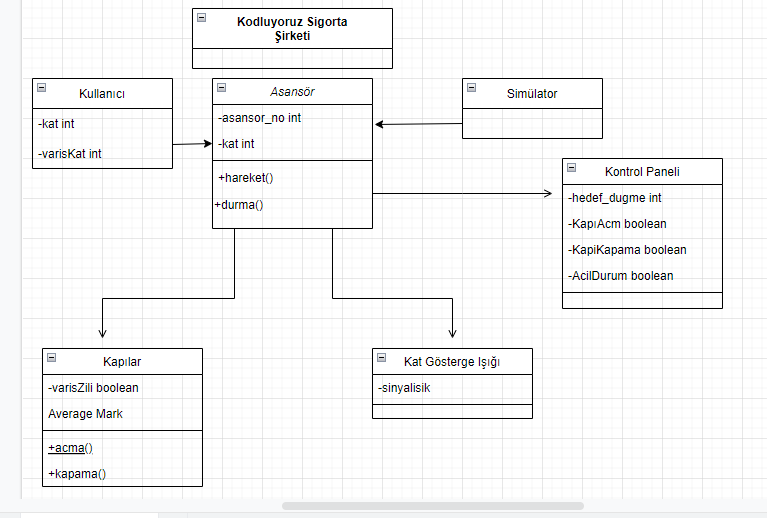 Kodluyoruz Sigorta
Şirketi
Kullanıcı
-kat int
-varisKat int
Asansör
-asansor_no int
-kat int
+hareket()
+durma()
Simülator
Kontrol Paneli
-hedef_dugme int
-KapıAcm boolean
-KapiKapama boolean
-AcilDurum boolean
Kapılar
-varisZili boolean
Average Mark
+acma()
+kapama()
Kat Gösterge Işığı
-sinyalisik